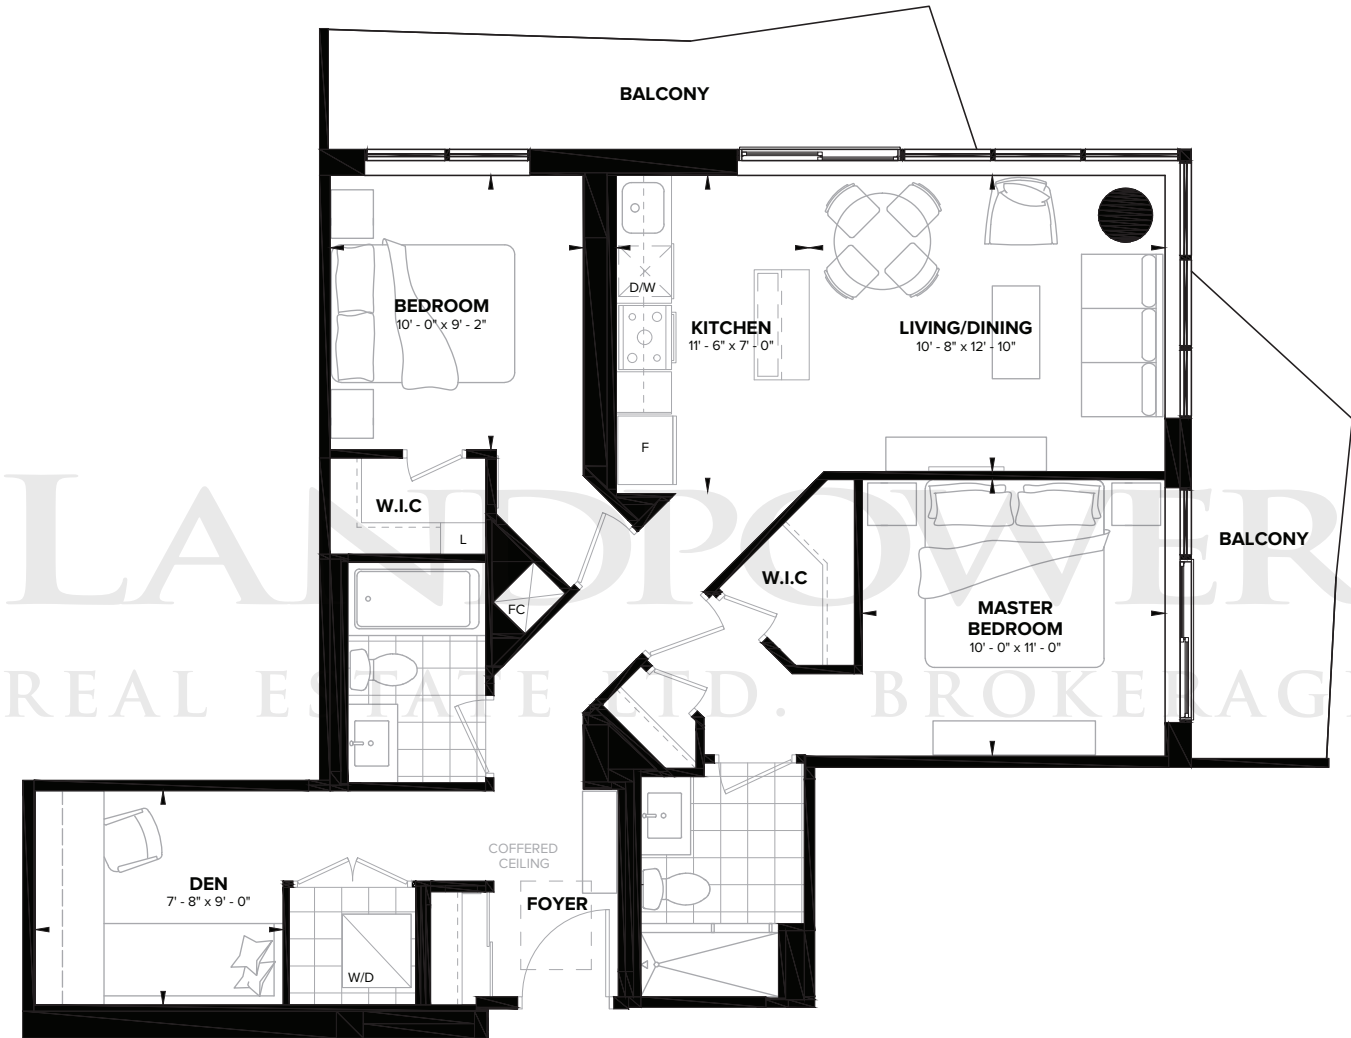 BALCONY
BEDROOM
10' - 0" x 9' - 2"
D/W
KITCHEN
11' - 6" x 7' - 0"
LIVING/DINING
10' - 8" x 12' - 10"
F
W.I.C
L
LANDPOWER
BALCONY
FC
W.I.C
MASTER
BEDROOM
10' - 0" x 11' - 0"
REAL ESTATE LTD. BROKERAGE
COFFERED
CEILING
DEN
7' - 8" x 9' - 0"
FOYER
W/D